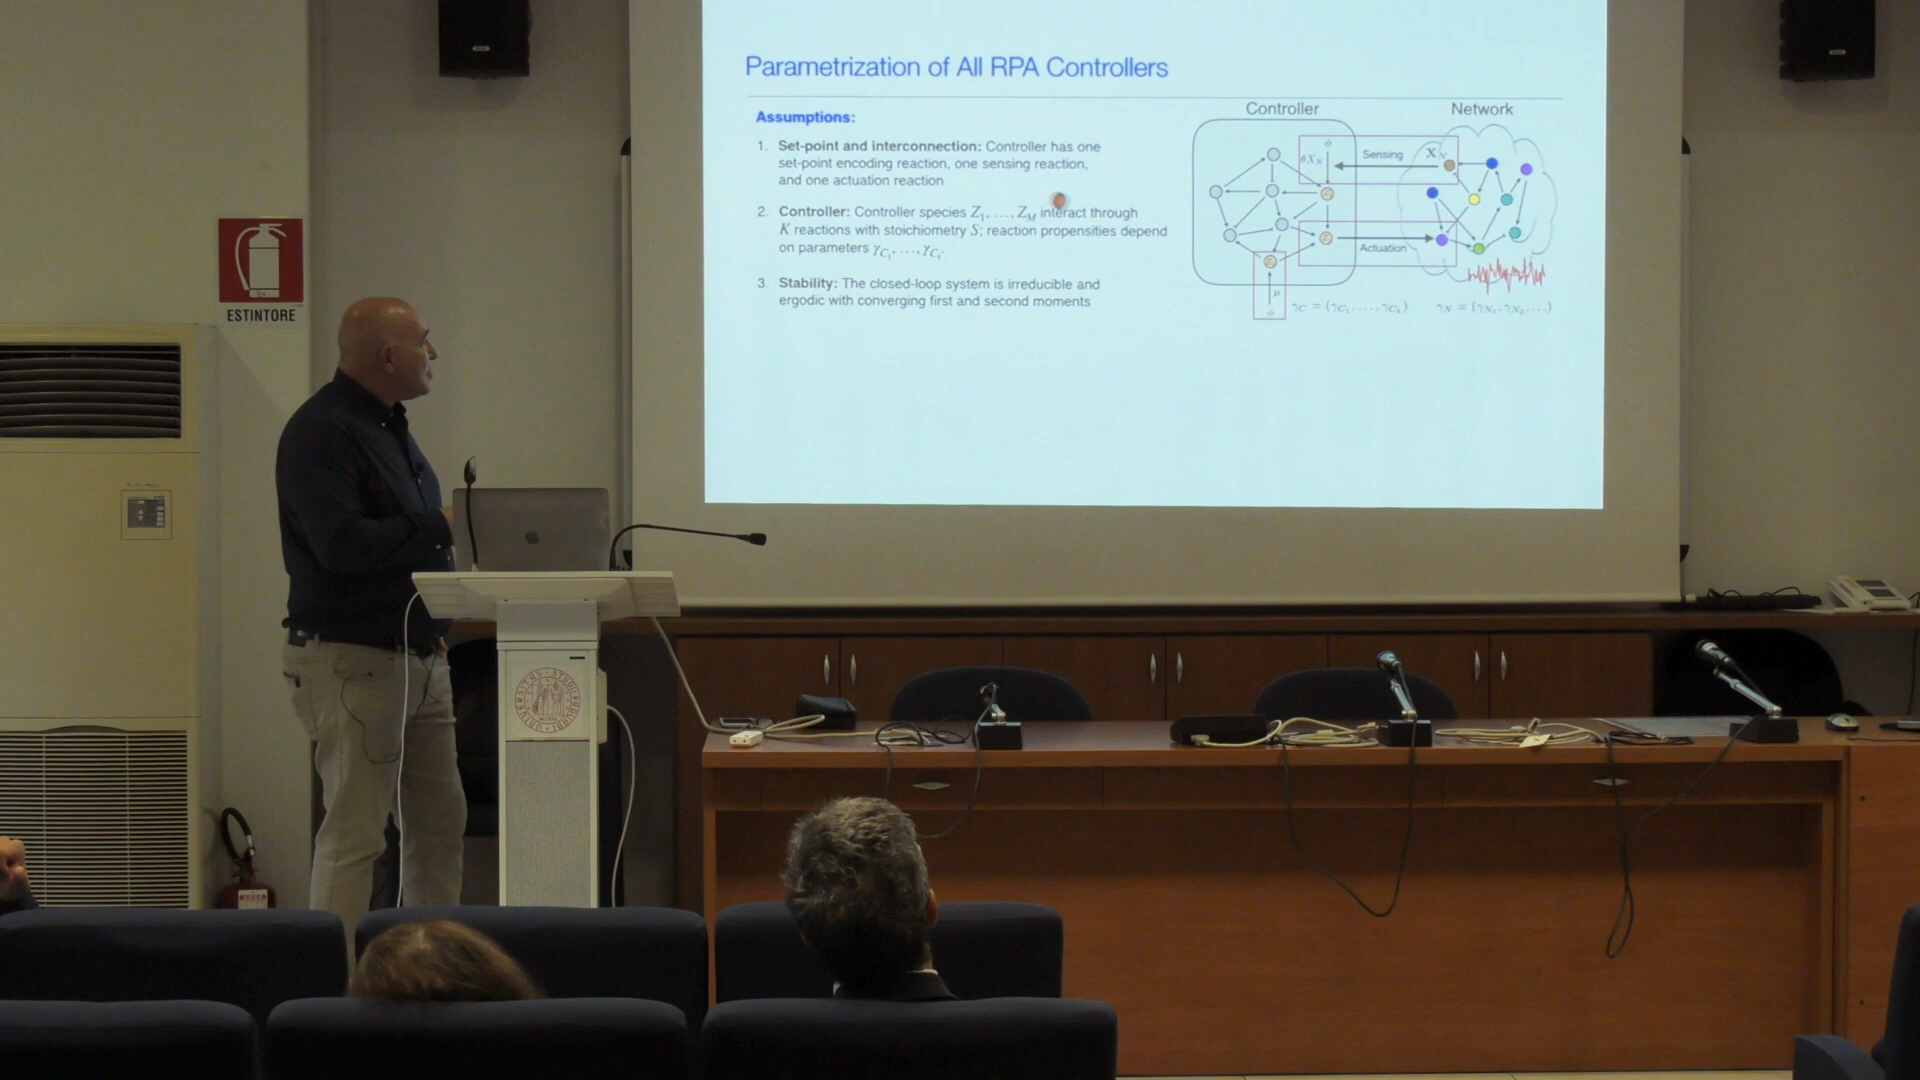 Parametrization of All RPA Controllers
Assumptions:
1. Set-point and interconnection: Controller has one
set-point encoding reaction, one sensing reaction,
and one actuation reaction
2. Controller: Controller species Z₁, …, Z_M interact through
K reactions with stoichiometry S; reaction propensities depend
on parameters
3. Stability: The closed-loop system is irreducible and
ergodic with converging first and second moments
Controller
Network
θX_N
Sensing
X_N
Actuation
μ
ESTINTORE